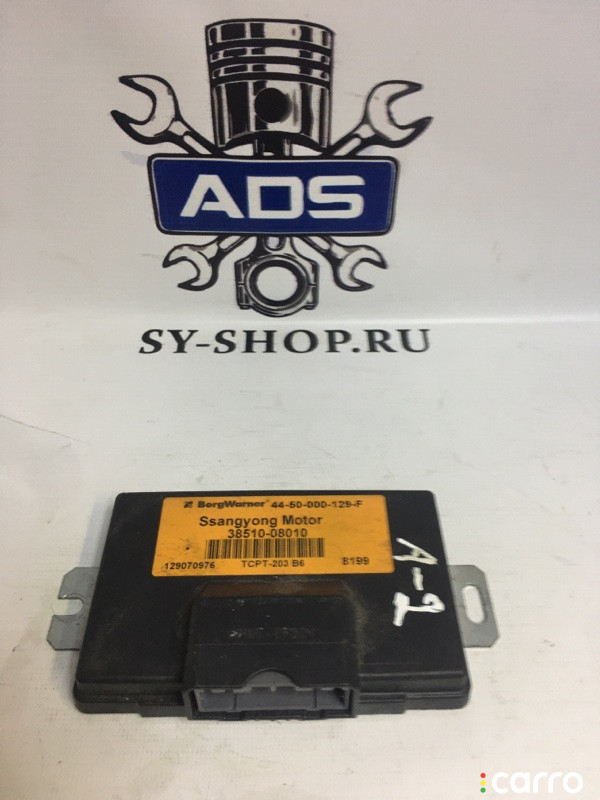 ADS
SY-SHOP.RU
BorgWarner 44-50-000-129-F
Ssangyong Motor
38510-08010
129070976 TCPT-203 B6 8199
A-2
carro